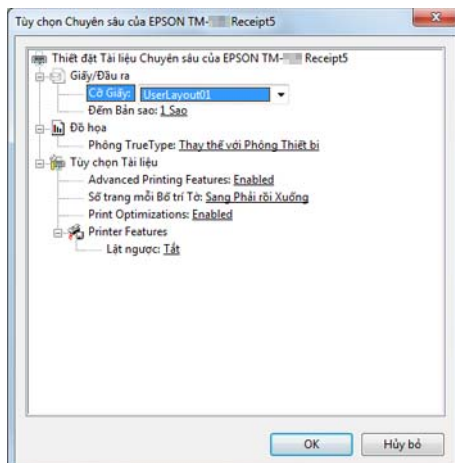 Tùy chọn Chuyên sâu của EPSON TM- Receipt5
Thiết đặt Tài liệu Chuyên sâu của EPSON TM- Receipt5
Giấy/Đầu ra
Cỡ Giấy: UserLayout01
Đếm Bản sao: 1 Sao
Đồ họa
Phông TrueType: Thay thế với Phông Thiết bị
Tùy chọn Tài liệu
Advanced Printing Features: Enabled
Số trang mỗi Bố trí Tờ: Sang Phải rồi Xuống
Print Optimizations: Enabled
Printer Features
Lật ngược: Tắt
OK Hủy bỏ